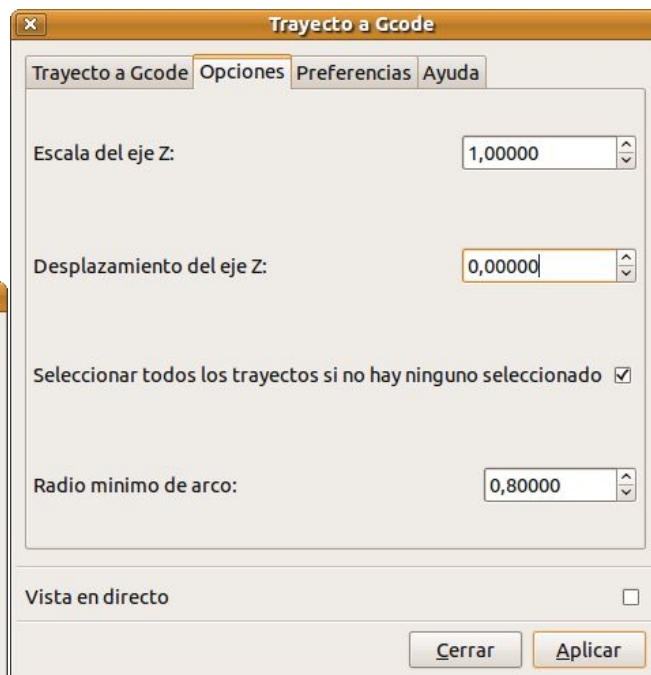 Trayecto a Gcode
Trayecto a Gcode Opciones Preferencias Ayuda
Escala del eje Z: 1,00000
Desplazamiento del eje Z: 0,00000
Seleccionar todos los trayectos si no hay ninguno seleccionado
Radio minimo de arco: 0,80000
Vista en directo
Cerrar Aplicar